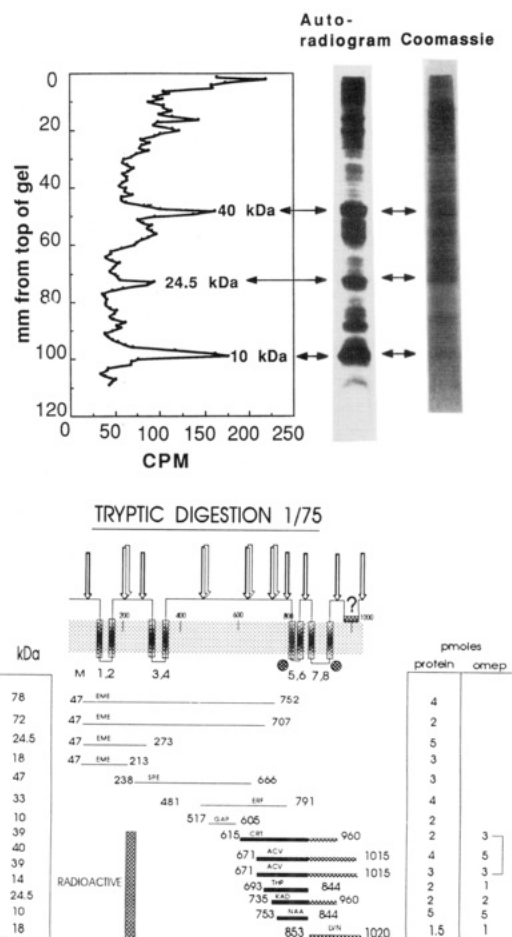 Auto-
radiogram Coomassie
0
20
40
60
80
100
120
mm from top of gel
40 kDa
24.5 kDa
10 kDa
0 50 100 150 200 250
CPM
TRYPTIC DIGESTION 1/75
200 400 600 800 1000
?
kDa
M 1,2 3,4 5,6 7,8
pmoles
protein omep
78 47 EME 752 4
72 47 EME 707 2
24.5 47 EME 273 5
18 47 EME 213 3
47 238 SPE 666 3
33 481 ERF 791 4
10 517 GAP 605 2
39 615 CRT 960 2 3
40 671 ACV 1015 4 5
39 671 ACV 1015 3 3
14 RADIOACTIVE 693 THP 844 2 1
24.5 735 KAD 960 2 2
10 753 NAA 844 5 5
18 853 LVN 1020 1.5 1